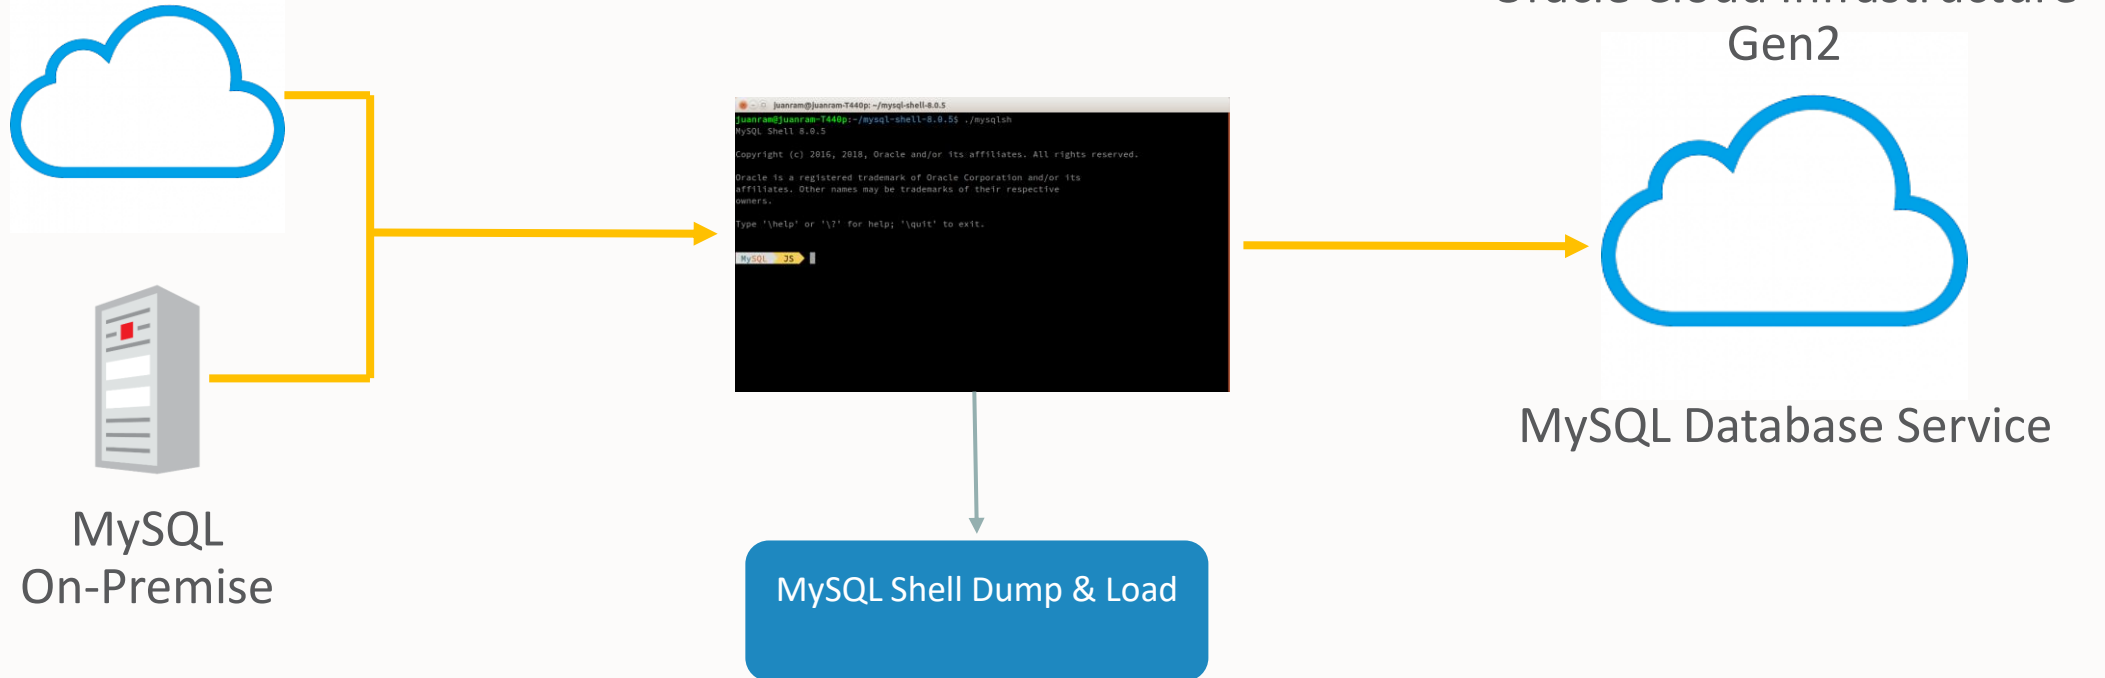 Oracle Cloud Infrastructure
Gen2
juanram@juanram-T440p: ~/mysql-shell-8.0.5
juanram@juanram-T440p:~/mysql-shell-8.0.5$ ./mysqlsh
MySQL Shell 8.0.5
Copyright (c) 2016, 2018, Oracle and/or its affiliates. All rights reserved.
Oracle is a registered trademark of Oracle Corporation and/or its
affiliates. Other names may be trademarks of their respective
owners.
Type '\help' or '\?' for help; '\quit' to exit.
MySQL JS
MySQL Database Service
MySQL
On-Premise
MySQL Shell Dump & Load